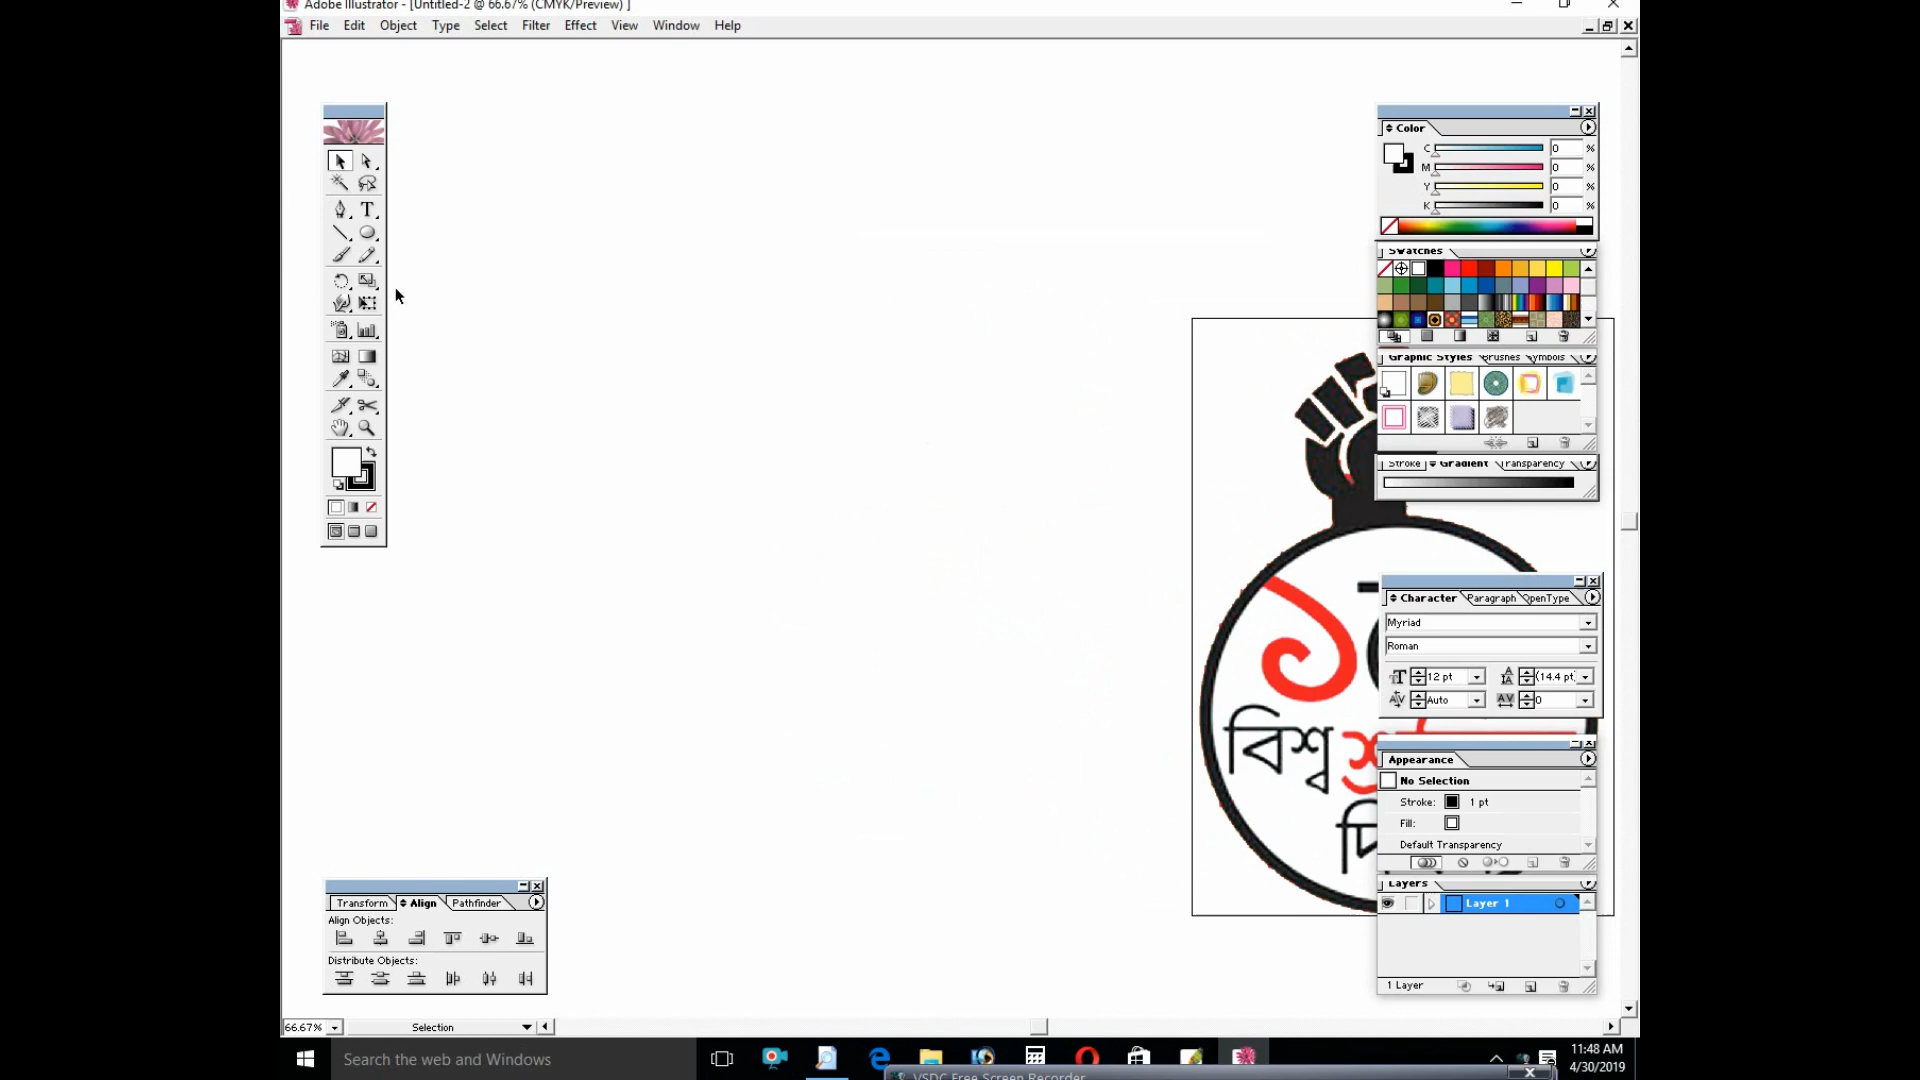 Adobe Illustrator - [Untitled-2 @ 66.67% (CMYK/Preview) ]
File Edit Object Type Select Filter Effect View Window Help
Color
C 0 %
M 0 %
Y 0 %
K 0 %
Swatches
Graphic Styles Brushes Symbols
Stroke Gradient Transparency
Character Paragraph OpenType
Myriad
Roman
12 pt (14.4 pt)
Auto 0
বিশ্ব
Appearance
No Selection
Stroke: 1 pt
Fill:
Default Transparency
Layers
Layer 1
1 Layer
Transform Align Pathfinder
Align Objects:
Distribute Objects:
66.67% Selection
Search the web and Windows
11:48 AM
4/30/2019
VSDC Free Screen Recorder